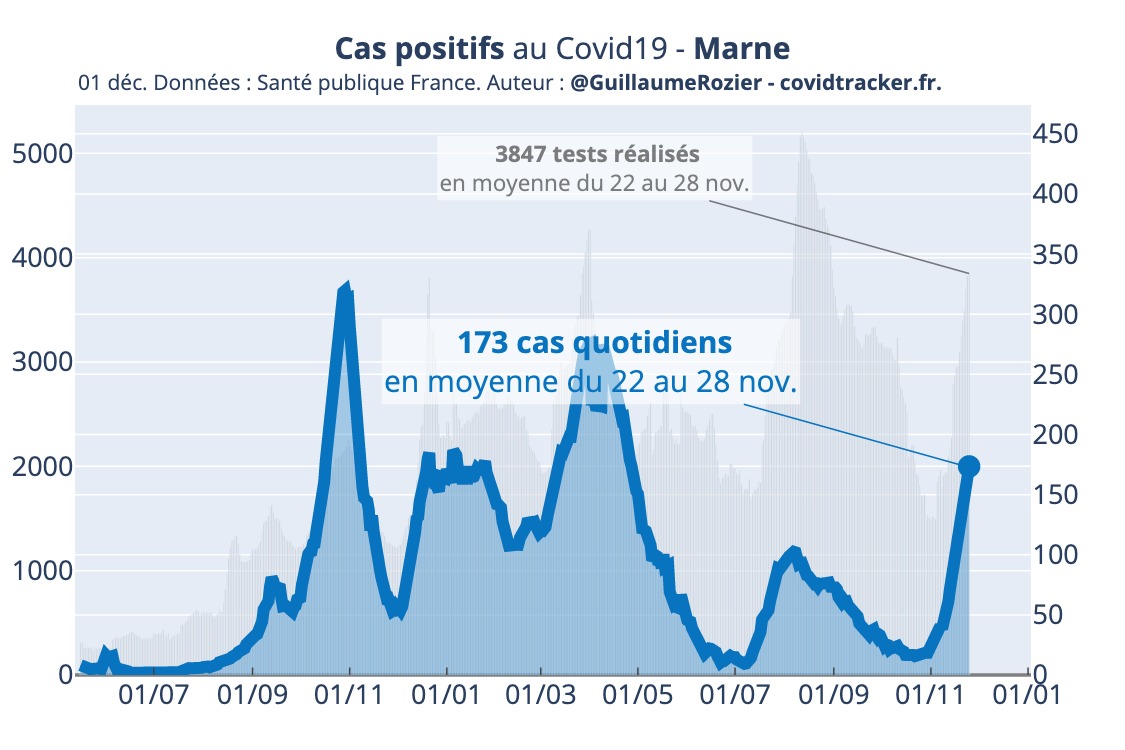 Cas positifs au Covid19 - Marne
01 déc. Données : Santé publique France. Auteur : @GuillaumeRozier - covidtracker.fr.
450
5000
3847 tests réalisés
en moyenne du 22 au 28 nov.
400
4000
350
300
173 cas quotidiens
en moyenne du 22 au 28 nov.
3000
250
200
2000
150
1000
100
50
0
0
01/07 01/09 01/11 01/01 01/03 01/05 01/07 01/09 01/11 01/01